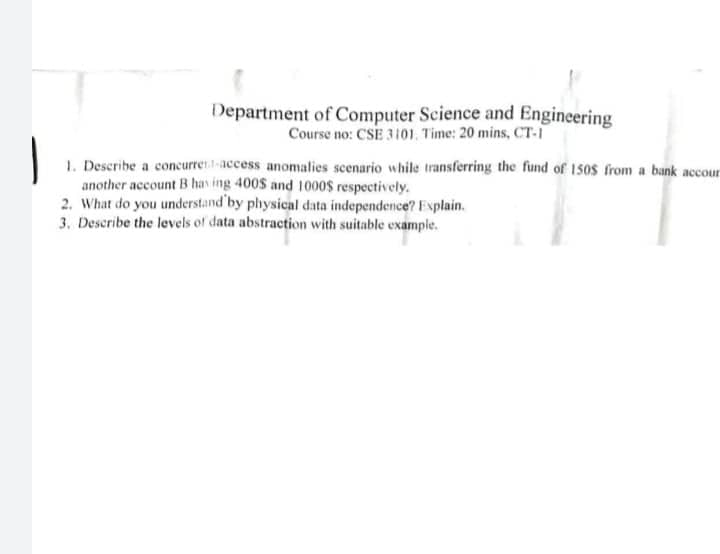 Department of Computer Science and Engineering
Course no: CSE 3101, Time: 20 mins, CT-1
1. Describe a concurrent-access anomalies scenario while transferring the fund of 150$ from a bank accour
another account B having 400$ and 1000$ respectively.
2. What do you understand by physical data independence? Explain.
3. Describe the levels of data abstraction with suitable example.